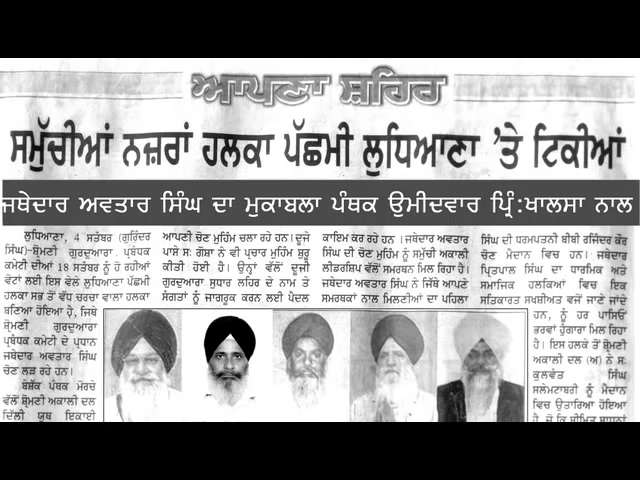 ਆਪਣਾ ਸ਼ਹਿਰ
ਸਮੁੱਚੀਆਂ ਨਜ਼ਰਾਂ ਹਲਕਾ ਪੱਛਮੀ ਲੁਧਿਆਣਾ 'ਤੇ ਟਿਕੀਆਂ
ਜਥੇਦਾਰ ਅਵਤਾਰ ਸਿੰਘ ਦਾ ਮੁਕਾਬਲਾ ਪੰਥਕ ਉਮੀਦਵਾਰ ਪ੍ਰਿੰ:ਖਾਲਸਾ ਨਾਲ
ਲੁਧਿਆਣਾ, 4 ਸਤੰਬਰ (ਗੁਰਿੰਦਰ
ਸਿੰਘ)-ਸ਼੍ਰੋਮਣੀ ਗੁਰਦੁਆਰਾ ਪ੍ਰਬੰਧਕ
ਕਮੇਟੀ ਦੀਆਂ 18 ਸਤੰਬਰ ਨੂੰ ਹੋ ਰਹੀਆਂ
ਵੋਟਾਂ ਲਈ ਇਸ ਵੇਲੇ ਲੁਧਿਆਣਾ ਪੱਛਮੀ
ਹਲਕਾ ਸਭ ਤੋਂ ਵੱਧ ਚਰਚਾ ਵਾਲਾ ਹਲਕਾ
ਬਣਿਆ ਹੋਇਆ ਹੈ, ਜਿਥੇ
ਸ਼੍ਰੋਮਣੀ ਗੁਰਦੁਆਰਾ
ਪ੍ਰਬੰਧਕ ਕਮੇਟੀ ਦੇ ਪ੍ਰਧਾਨ
ਜਥੇਦਾਰ ਅਵਤਾਰ ਸਿੰਘ
ਚੋਣ ਲੜ ਰਹੇ ਹਨ।
ਬੇਸ਼ੱਕ ਪੰਥਕ ਮੋਰਚੇ
ਵੱਲੋਂ ਸ਼੍ਰੋਮਣੀ ਅਕਾਲੀ ਦਲ
ਦਿੱਲੀ ਯੂਥ ਇਕਾਈ
ਆਪਣੀ ਚੋਣ ਮੁਹਿੰਮ ਚਲਾ ਰਹੇ ਹਨ।ਦੂਜੇ
ਪਾਸੇ ਸ: ਗੋਸ਼ਾ ਨੇ ਵੀ ਪ੍ਰਚਾਰ ਮੁਹਿੰਮ ਸ਼ੁਰੂ
ਕੀਤੀ ਹੋਈ ਹੈ। ਉਨ੍ਹਾਂ ਵੱਲੋਂ ਦੂਜੀ
ਗੁਰਦੁਆਰਾ ਸੁਧਾਰ ਲਹਿਰ ਦੇ ਨਾਮ ਤੇ
ਸੰਗਤਾਂ ਨੂੰ ਜਾਗਰੂਕ ਕਰਨ ਲਈ ਪੈਦਲ
ਕਾਇਮ ਕਰ ਰਹੇ ਹਨ ।ਜਥੇਦਾਰ ਅਵਤਾਰ
ਸਿੰਘ ਦੀ ਚੋਣ ਮੁਹਿੰਮ ਨੂੰ ਸਮੁੱਚੀ ਅਕਾਲੀ
ਲੀਡਰਸ਼ਿਪ ਵੱਲੋਂ ਸਮਰਥਨ ਮਿਲ ਰਿਹਾ ਹੈ।
ਜਥੇਦਾਰ ਅਵਤਾਰ ਸਿੰਘ ਨੇ ਜਿੱਥੇ ਆਪਣੇ
ਸਮਰਥਕਾਂ ਨਾਲ ਮਿਲਣੀਆਂ ਦਾ ਪਹਿਲਾ
ਸਿੰਘ ਦੀ ਧਰਮਪਤਨੀ ਬੀਬੀ ਰਜਿੰਦਰ ਕੌਰ
ਚੋਣ ਮੈਦਾਨ ਵਿਚ ਹਨ। ਜਥੇਦਾਰ
ਪ੍ਰਿਤਪਾਲ ਸਿੰਘ ਦਾ ਧਾਰਮਿਕ ਅਤੇ
ਸਮਾਜਿਕ ਹਲਕਿਆਂ ਵਿਚ ਇਕ
ਸਤਿਕਾਰਤ ਸਖਸ਼ੀਅਤ ਵਜੋਂ ਜਾਣੇ ਜਾਂਦੇ
ਹਨ, ਨੂੰ ਹਰ ਪਾਸਿਓਂ
ਭਰਵਾਂ ਹੁੰਗਾਰਾ ਮਿਲ ਰਿਹਾ
ਹੈ। ਇਸ ਹਲਕੇ ਤੋਂ ਸ਼੍ਰੋਮਣੀ
ਅਕਾਲੀ ਦਲ (ਅ) ਨੇ ਸ:
ਕੁਲਵੰਤ ਸਿੰਘ
ਸਲੇਮਟਾਬਰੀ ਨੂੰ ਮੈਦਾਨ
ਵਿਚ ਉਤਾਰਿਆ ਹੋਇਆ
ਹੈ, ਜੋ ਕਿ ਸੀਮਿਤ ਸਾਧਨਾਂ